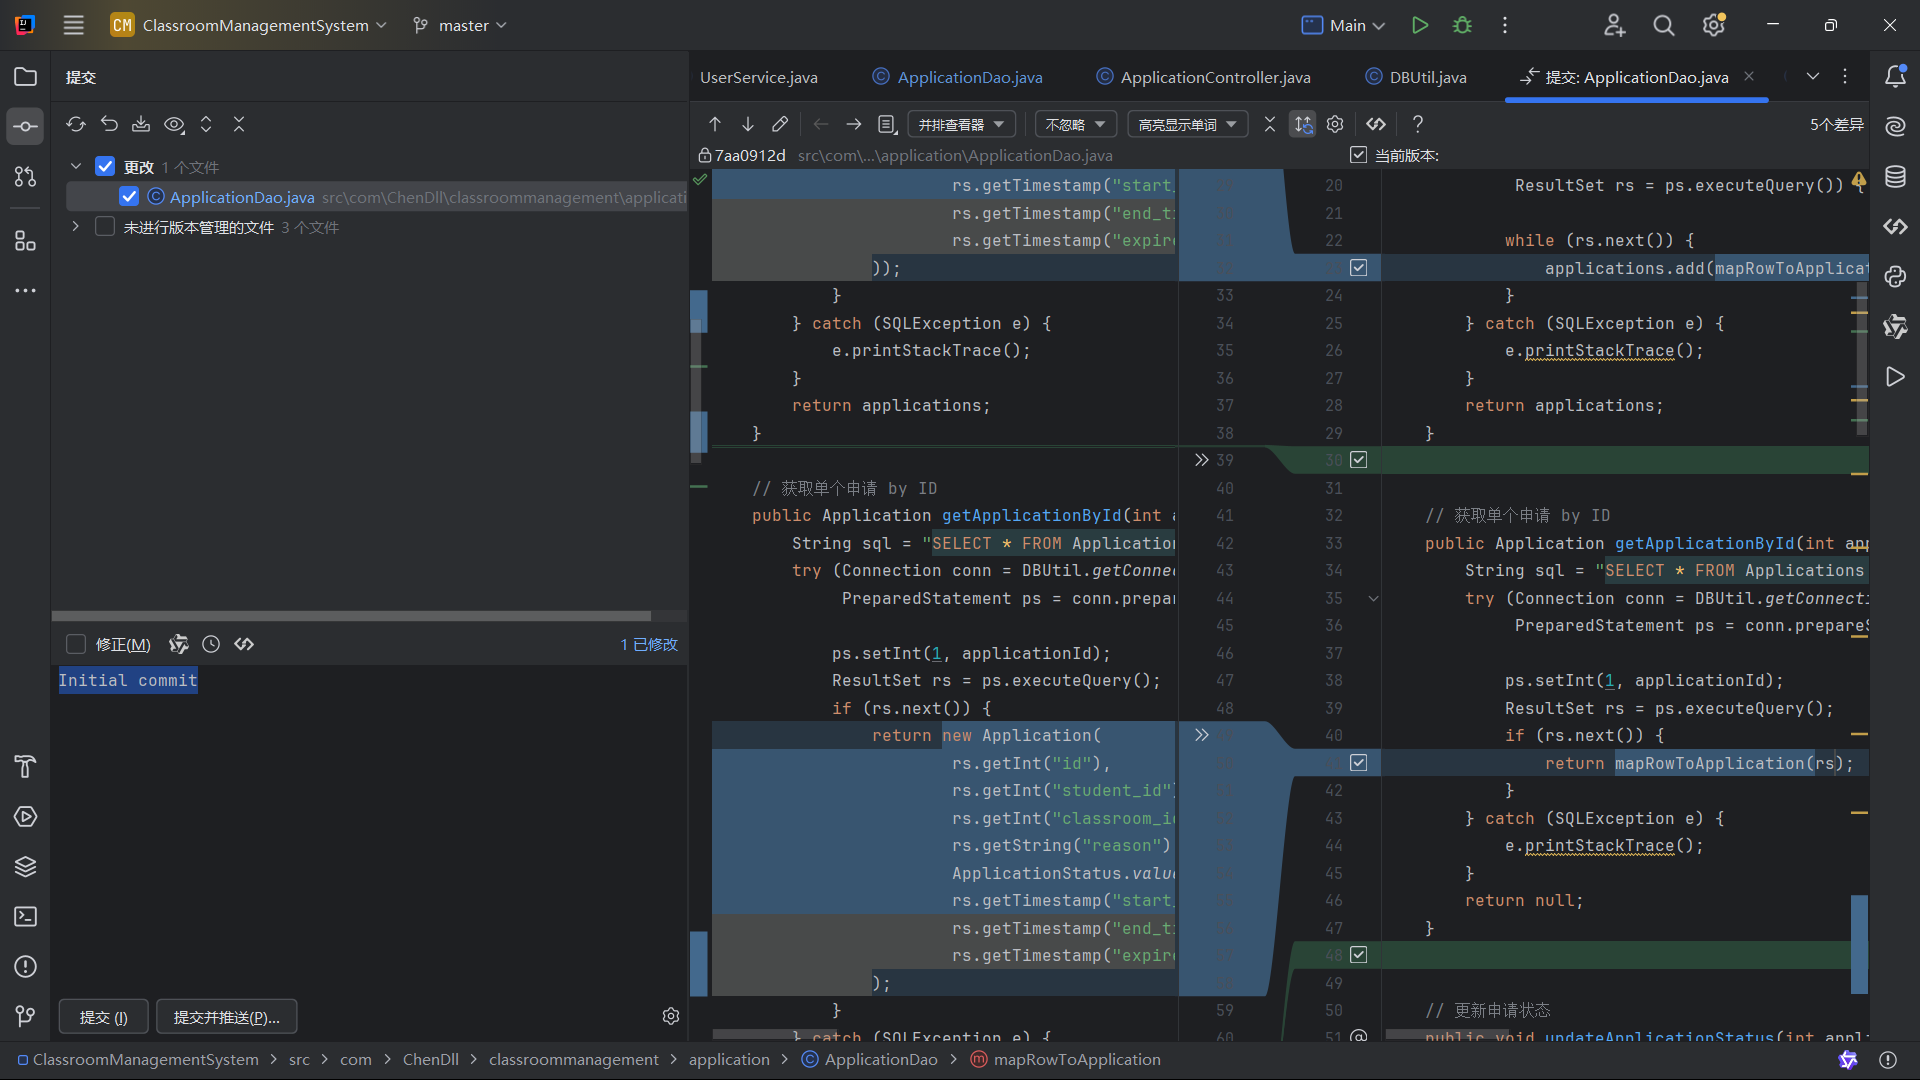 CM ClassroomManagementSystem master Main
提交
UserService.java ApplicationDao.java ApplicationController.java DBUtil.java 提交: ApplicationDao.java
并排查看器 不忽略 高亮显示单词 ? 5个差异
7aa0912d src\com\...\application\ApplicationDao.java 当前版本:
更改 1 个文件
ApplicationDao.java src\com\ChenDll\classroommanagement\applicati
未进行版本管理的文件 3 个文件
修正(M) 1 已修改
Initial commit
提交 (I) 提交并推送(P)...
rs.getTimestamp("start_
rs.getTimestamp("end_ti
rs.getTimestamp("expire
));
} 33
} catch (SQLException e) { 34
e.printStackTrace(); 35
} 36
return applications; 37
} 38
39
// 获取单个申请 by ID 40
public Application getApplicationById(int a 41
String sql = "SELECT * FROM Application 42
try (Connection conn = DBUtil.getConnec 43
PreparedStatement ps = conn.prepar 44
45
ps.setInt(1, applicationId); 46
ResultSet rs = ps.executeQuery(); 47
if (rs.next()) { 48
return new Application(
rs.getInt("id"),
rs.getInt("student_id")
rs.getInt("classroom_id
rs.getString("reason")
ApplicationStatus.value
rs.getTimestamp("start_
rs.getTimestamp("end_ti
rs.getTimestamp("expire
);
} 59
} catch (SQLException e) { 60
20 ResultSet rs = ps.executeQuery()) {
21
22 while (rs.next()) {
applications.add(mapRowToApplicat
24 }
25 } catch (SQLException e) {
26 e.printStackTrace();
27 }
28 return applications;
29 }
30
31
32 // 获取单个申请 by ID
33 public Application getApplicationById(int app
34 String sql = "SELECT * FROM Applications
35 try (Connection conn = DBUtil.getConnecti
36 PreparedStatement ps = conn.prepareS
37
38 ps.setInt(1, applicationId);
39 ResultSet rs = ps.executeQuery();
40 if (rs.next()) {
return mapRowToApplication(rs);
42 }
43 } catch (SQLException e) {
44 e.printStackTrace();
45 }
46 return null;
47 }
48
49
50 // 更新申请状态
51 public void updateApplicationStatus(int appli
ClassroomManagementSystem src com ChenDll classroommanagement application ApplicationDao mapRowToApplication